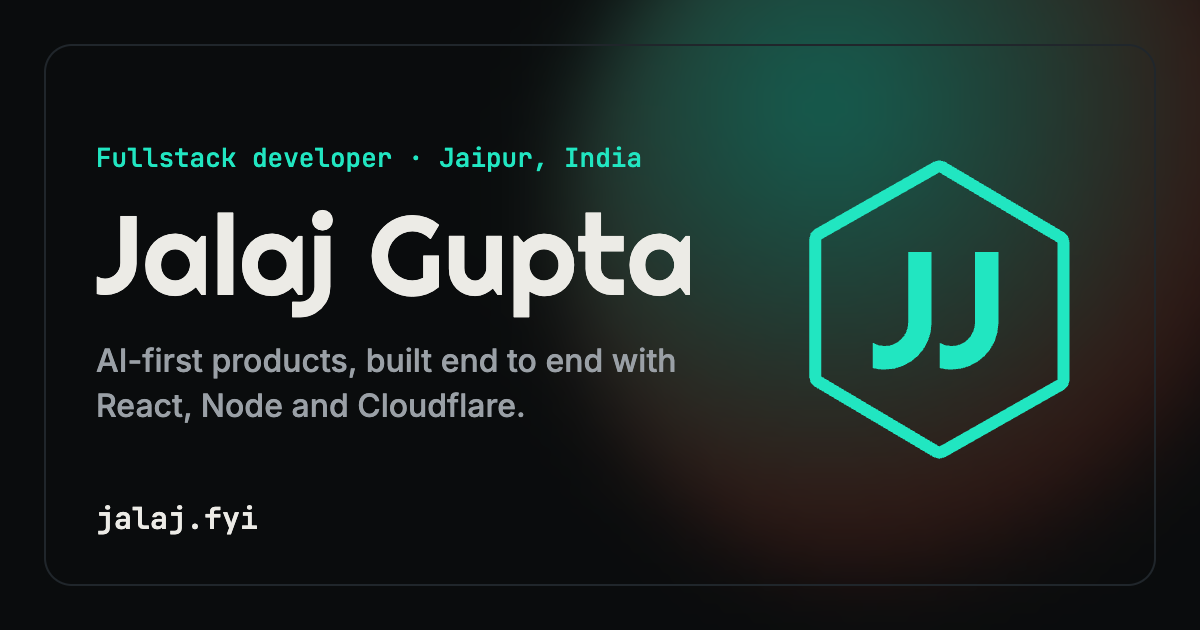 Fullstack developer · Jaipur, India
Jalaj Gupta
AI-first products, built end to end with
React, Node and Cloudflare.
jalaj.fyi
JJ